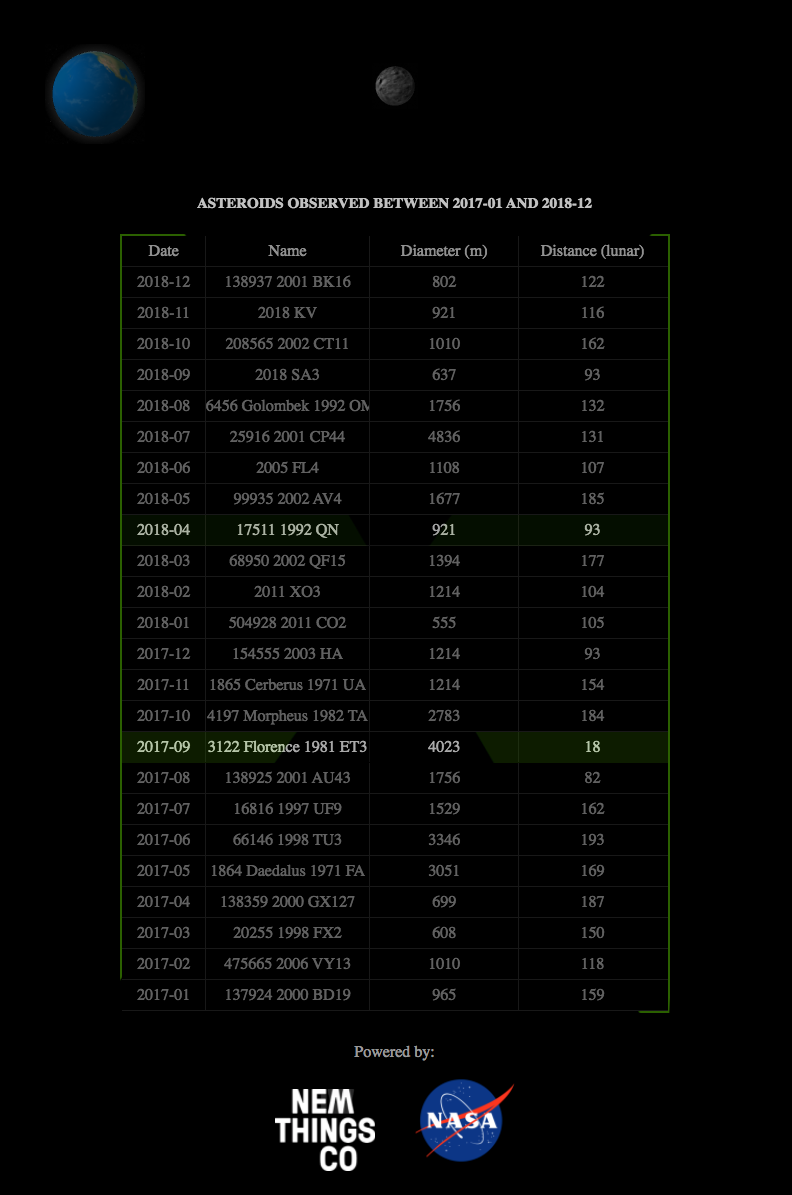 ASTEROIDS OBSERVED BETWEEN 2017-01 AND 2018-12
Date Name Diameter (m) Distance (lunar)
2018-12 138937 2001 BK16 802 122
2018-11 2018 KV 921 116
2018-10 208565 2002 CT11 1010 162
2018-09 2018 SA3 637 93
2018-08 6456 Golombek 1992 OM 1756 132
2018-07 25916 2001 CP44 4836 131
2018-06 2005 FL4 1108 107
2018-05 99935 2002 AV4 1677 185
2018-04 17511 1992 QN 921 93
2018-03 68950 2002 QF15 1394 177
2018-02 2011 XO3 1214 104
2018-01 504928 2011 CO2 555 105
2017-12 154555 2003 HA 1214 93
2017-11 1865 Cerberus 1971 UA 1214 154
2017-10 4197 Morpheus 1982 TA 2783 184
2017-09 3122 Florence 1981 ET3 4023 18
2017-08 138925 2001 AU43 1756 82
2017-07 16816 1997 UF9 1529 162
2017-06 66146 1998 TU3 3346 193
2017-05 1864 Daedalus 1971 FA 3051 169
2017-04 138359 2000 GX127 699 187
2017-03 20255 1998 FX2 608 150
2017-02 475665 2006 VY13 1010 118
2017-01 137924 2000 BD19 965 159
Powered by:
NEM
THINGS
CO
NASA